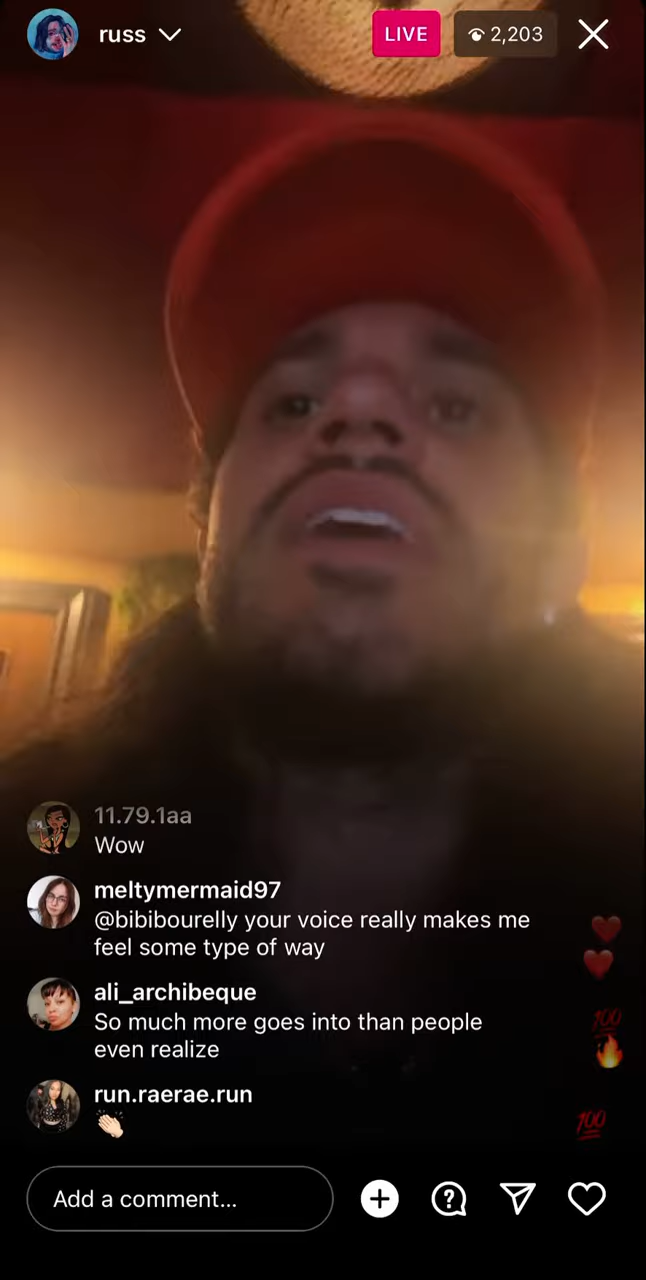 russ
LIVE
2,203
11.79.1aa
Wow
meltymermaid97
@bibibourelly your voice really makes me
feel some type of way
ali_archibeque
So much more goes into than people
even realize
run.raerae.run
👏🏻
💯
💯
Add a comment...